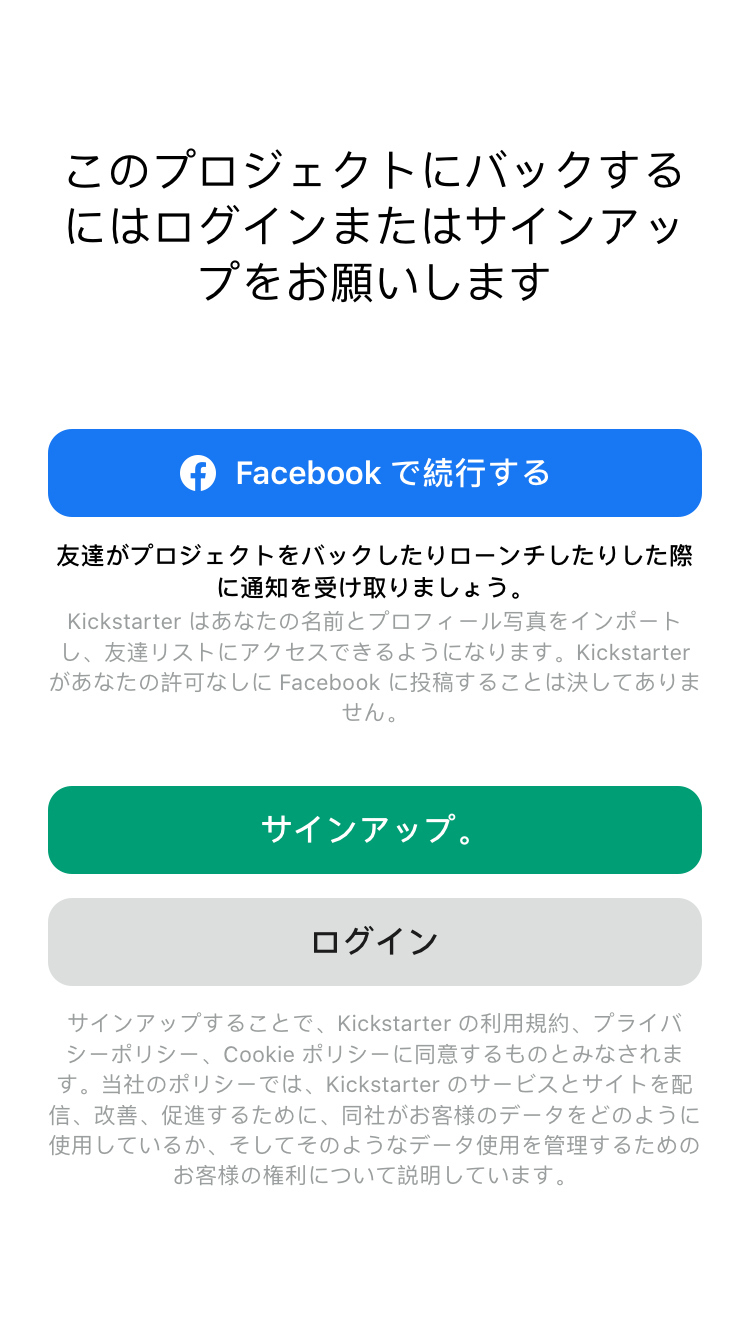 このプロジェクトにバックする
にはログインまたはサインアッ
プをお願いします
Facebook で続行する
友達がプロジェクトをバックしたりローンチしたりした際
に通知を受け取りましょう。
Kickstarter はあなたの名前とプロフィール写真をインポート
し、友達リストにアクセスできるようになります。Kickstarter
があなたの許可なしに Facebook に投稿することは決してありま
せん。
サインアップ。
ログイン
サインアップすることで、Kickstarter の利用規約、プライバ
シーポリシー、Cookie ポリシーに同意するものとみなされま
す。当社のポリシーでは、Kickstarter のサービスとサイトを配
信、改善、促進するために、同社がお客様のデータをどのように
使用しているか、そしてそのようなデータ使用を管理するための
お客様の権利について説明しています。